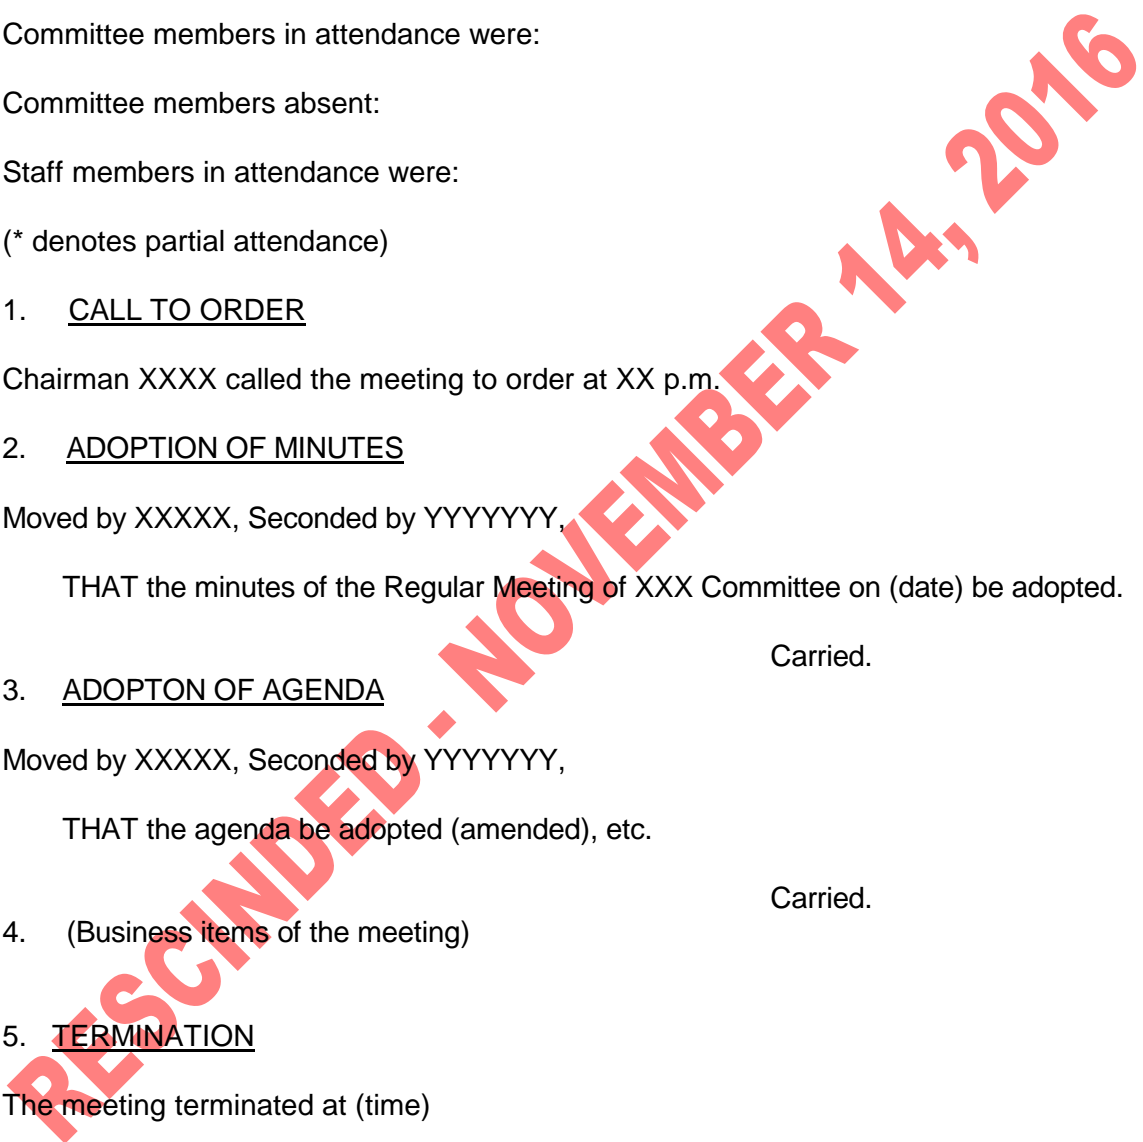 Committee members in attendance were:
Committee members absent:
Staff members in attendance were:
(* denotes partial attendance)
1. CALL TO ORDER
Chairman XXXX called the meeting to order at XX p.m.
2. ADOPTION OF MINUTES
Moved by XXXXX, Seconded by YYYYYYY,
THAT the minutes of the Regular Meeting of XXX Committee on (date) be adopted.
Carried.
3. ADOPTON OF AGENDA
Moved by XXXXX, Seconded by YYYYYYY,
THAT the agenda be adopted (amended), etc.
Carried.
4. (Business items of the meeting)
5. TERMINATION
The meeting terminated at (time)
RESCINDED - NOVEMBER 14, 2016